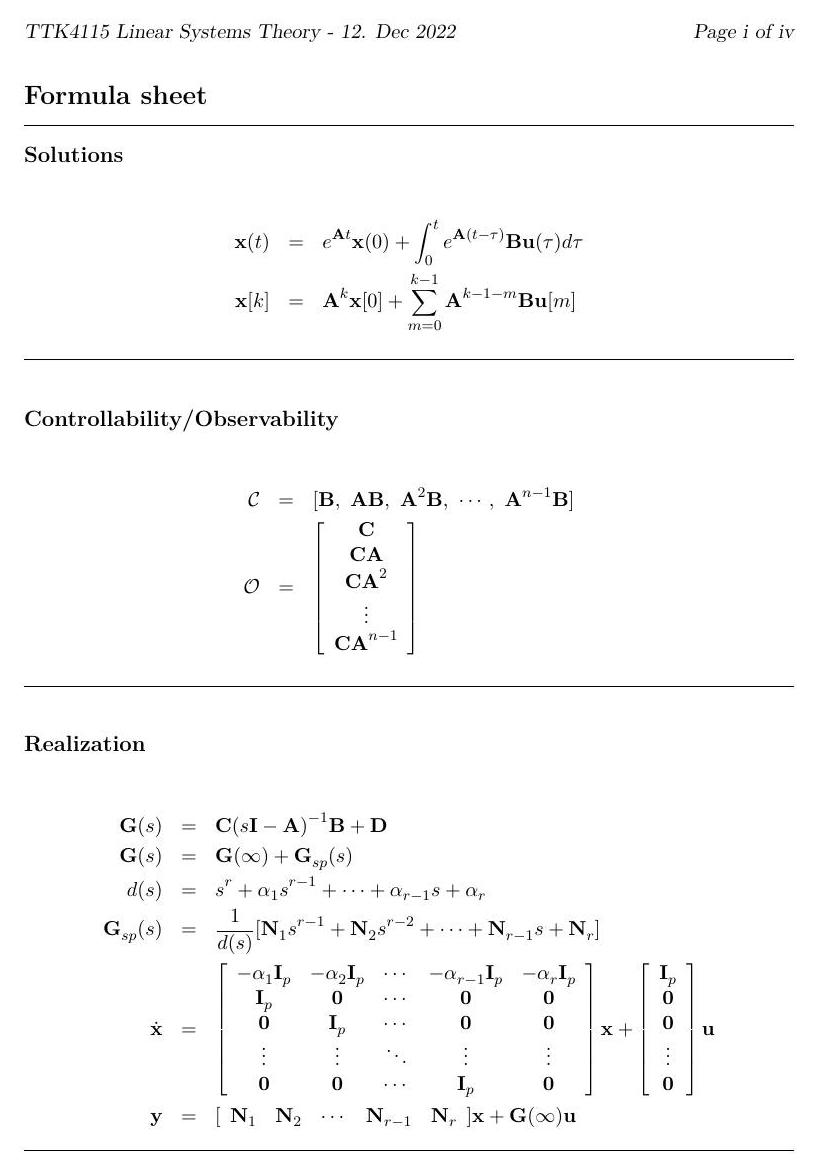 TTK4115 Linear Systems Theory - 12. Dec 2022 Page i of iv
Formula sheet
Solutions
x(t) = e^{At}x(0) + ∫_0^t e^{A(t−τ)}Bu(τ)dτ
x[k] = A^k x[0] + ∑_{m=0}^{k−1} A^{k−1−m}Bu[m]
Controllability/Observability
𝒞 = [B, AB, A^2B, ⋯ , A^{n−1}B]
𝒪 = [ C
CA
CA^2
⋮
CA^{n−1} ]
Realization
G(s) = C(sI − A)^{−1}B + D
G(s) = G(∞) + G_{sp}(s)
d(s) = s^r + α_1s^{r−1} + ⋯ + α_{r−1}s + α_r
G_{sp}(s) = \frac{1}{d(s)}[N_1s^{r−1} + N_2s^{r−2} + ⋯ + N_{r−1}s + N_r]
ẋ = [ −α_1I_p −α_2I_p ⋯ −α_{r−1}I_p −α_rI_p
I_p 0 ⋯ 0 0
0 I_p ⋯ 0 0
⋮ ⋮ ⋱ ⋮ ⋮
0 0 ⋯ I_p 0 ] x + [ I_p
0
0
⋮
0 ] u
y = [ N_1 N_2 ⋯ N_{r−1} N_r ]x + G(∞)u